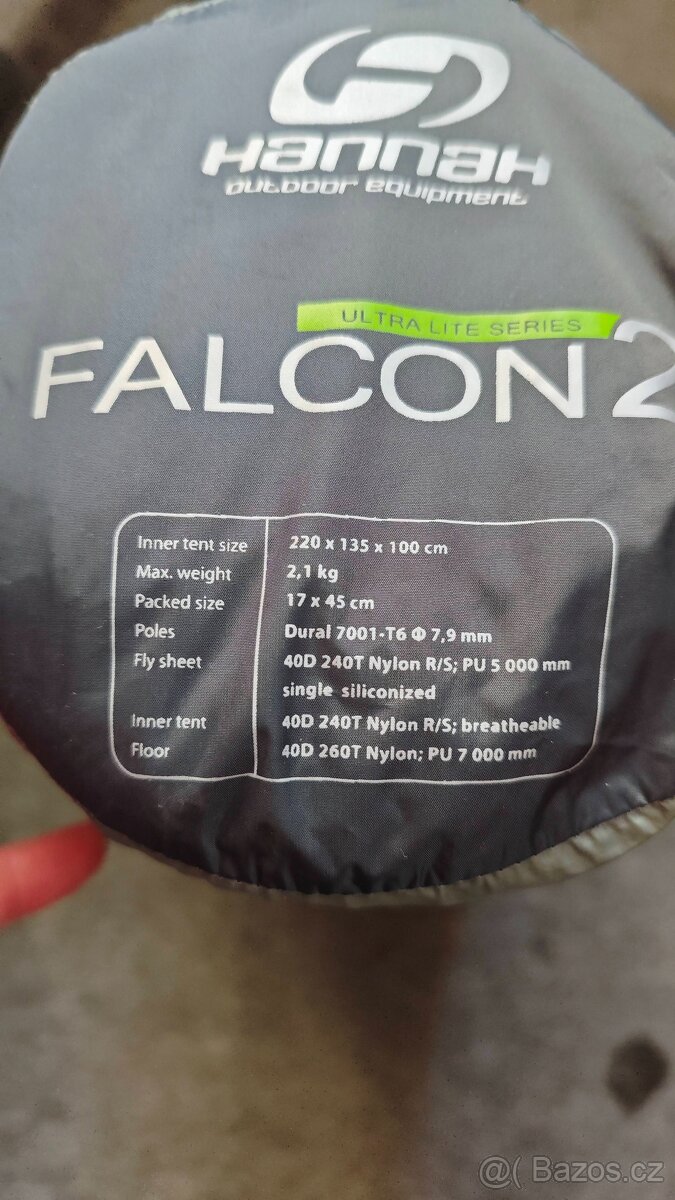 Hannah
outdoor equipment
ULTRA LITE SERIES
FALCON 2
Inner tent size 220 x 135 x 100 cm
Max. weight 2,1 kg
Packed size 17 x 45 cm
Poles Dural 7001-T6 Φ 7,9 mm
Fly sheet 40D 240T Nylon R/S; PU 5 000 mm
single siliconized
Inner tent 40D 240T Nylon R/S; breatheable
Floor 40D 260T Nylon; PU 7 000 mm
@( Bazos.cz